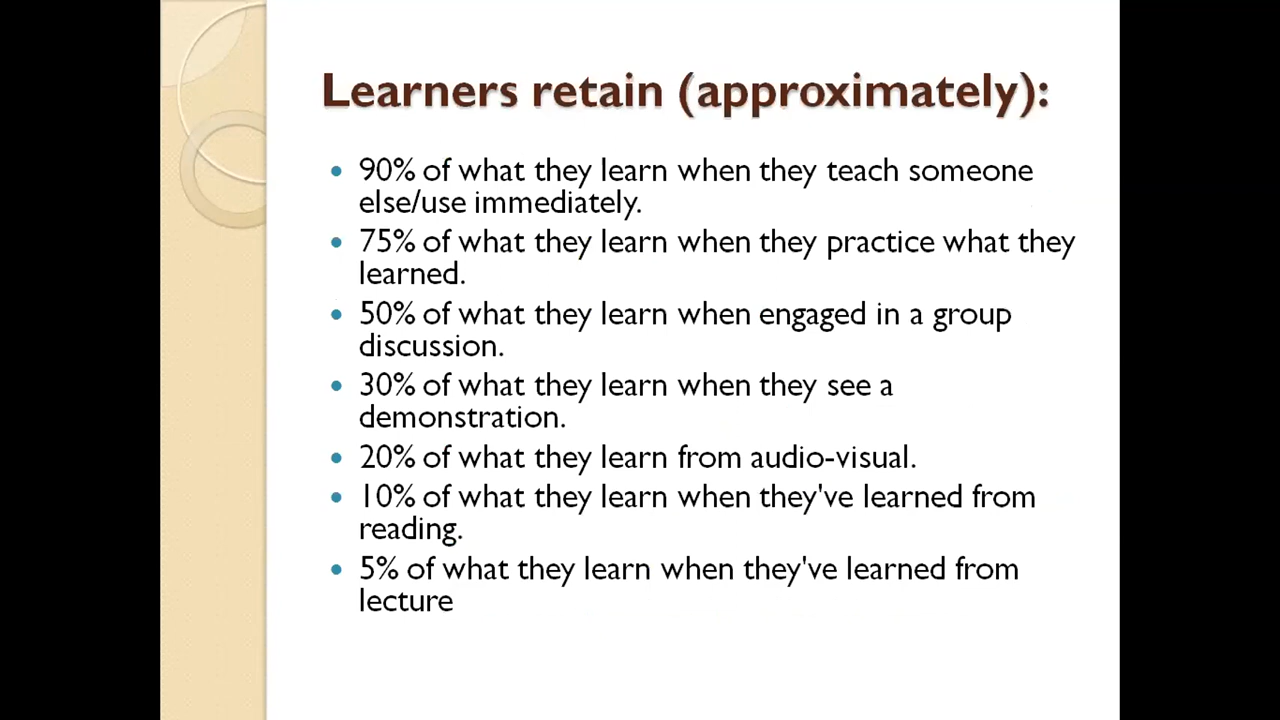 Learners retain (approximately):
• 90% of what they learn when they teach someone
else/use immediately.
• 75% of what they learn when they practice what they
learned.
• 50% of what they learn when engaged in a group
discussion.
• 30% of what they learn when they see a
demonstration.
• 20% of what they learn from audio-visual.
• 10% of what they learn when they've learned from
reading.
• 5% of what they learn when they've learned from
lecture